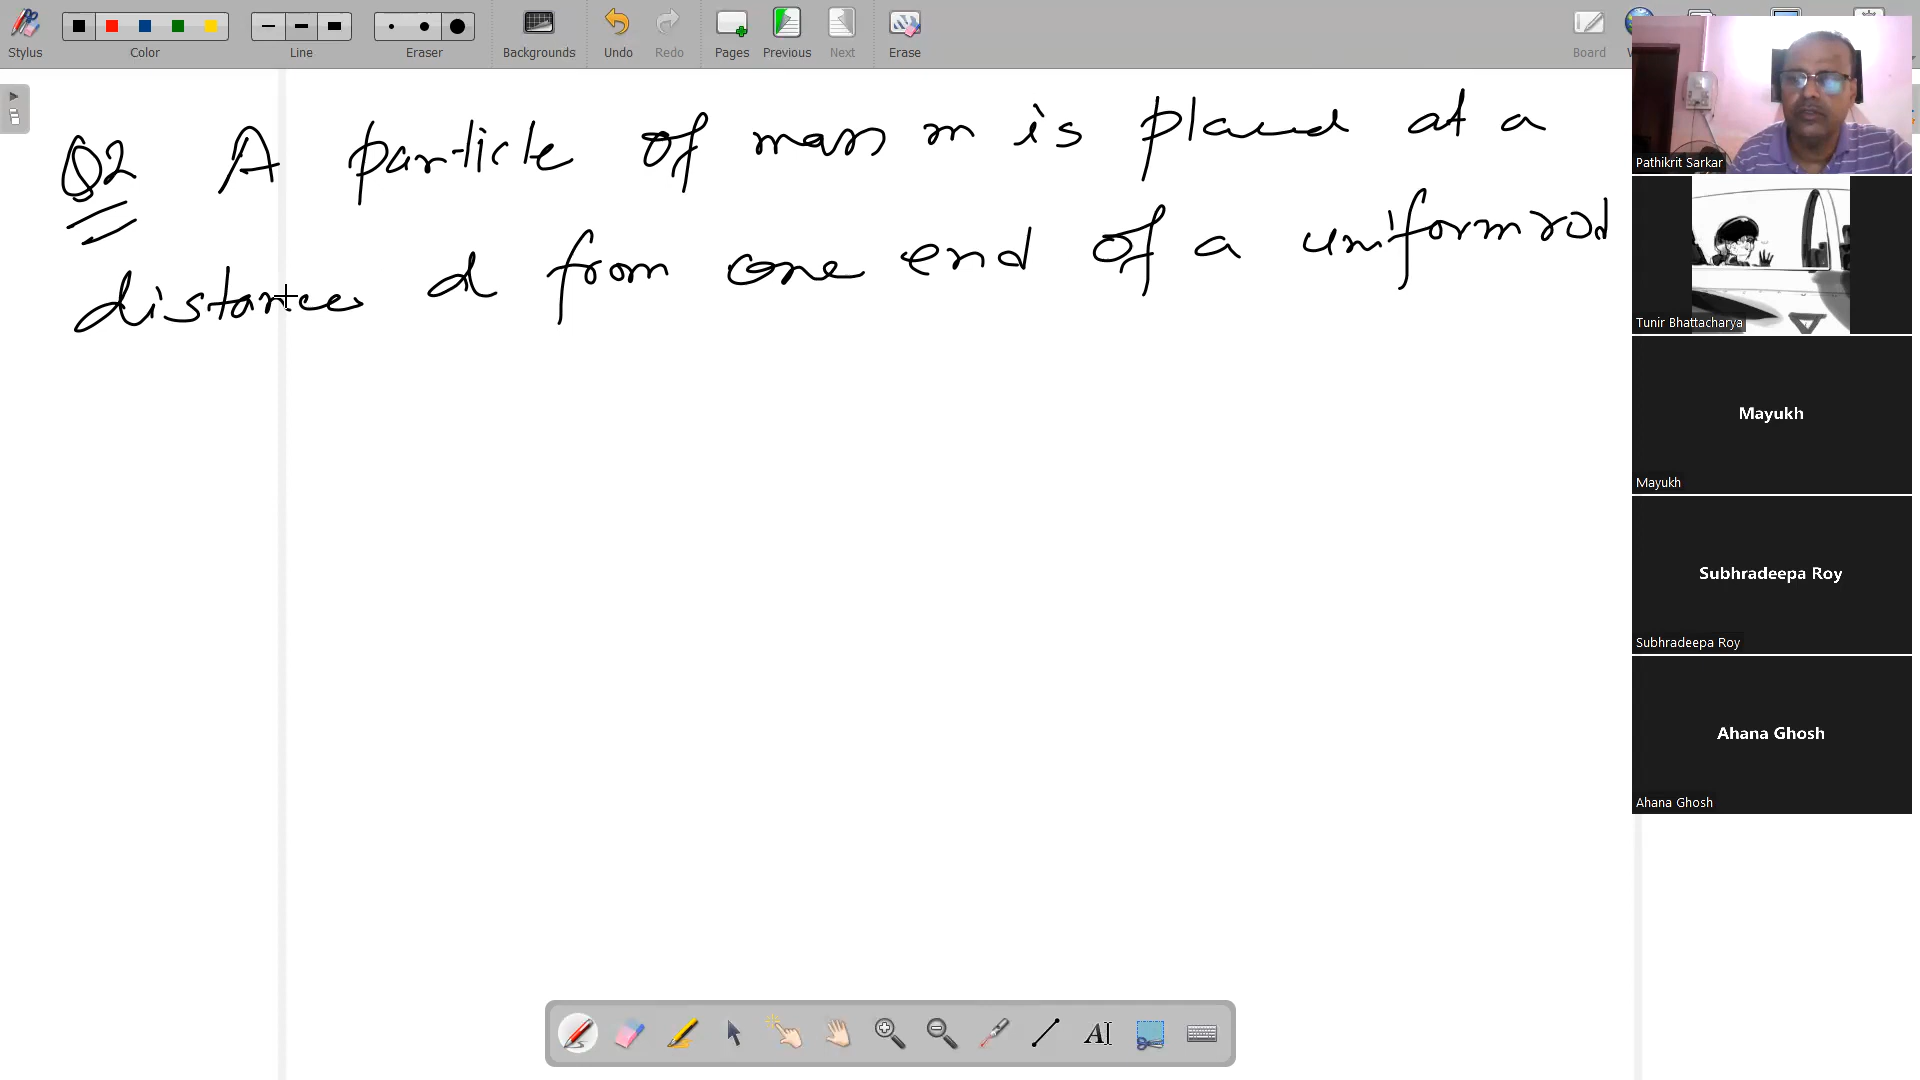 Stylus Color Line Eraser Backgrounds Undo Redo Pages Previous Next Erase Board
Q2 A particle of mass m is placed at a
distance d from one end of a uniform rod
Pathikrit Sarkar
Tunir Bhattacharya
Mayukh
Mayukh
Subhradeepa Roy
Subhradeepa Roy
Ahana Ghosh
Ahana Ghosh
AI